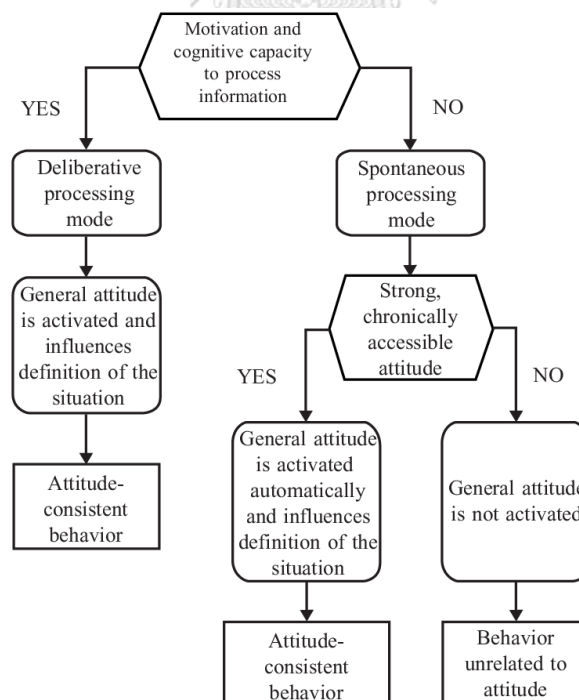 Motivation and
cognitive capacity
to process
information
YES
NO
Deliberative
processing
mode
Spontaneous
processing
mode
General attitude
is activated and
influences
definition of the
situation
Strong,
chronically
accessible
attitude
YES
NO
Attitude-
consistent
behavior
General attitude
is activated
automatically
and influences
definition of the
situation
General attitude
is not activated
Attitude-
consistent
behavior
Behavior
unrelated to
attitude